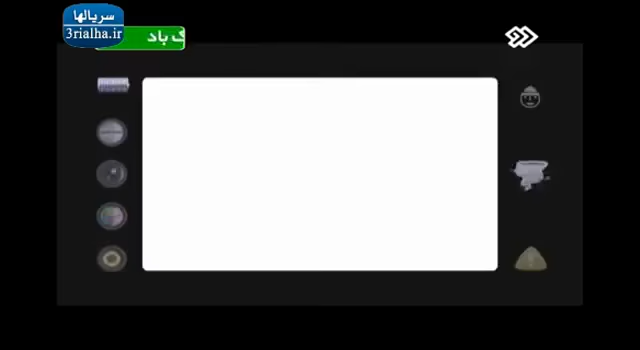 سریالها
3rialha.ir
ک باد